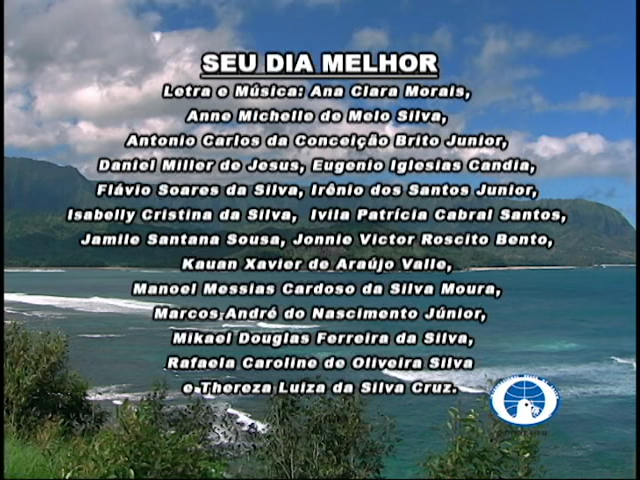 SEU DIA MELHOR
Letra e Música: Ana Clara Morais,
Anne Michelle de Melo Silva,
Antonio Carlos da Conceição Brito Junior,
Daniel Miller de Jesus, Eugenio Iglesias Candia,
Flávio Soares da Silva, Irênio dos Santos Junior,
Isabelly Cristina da Silva, Ivila Patrícia Cabral Santos,
Jamile Santana Sousa, Jonnie Victor Roscito Bento,
Kauan Xavier de Araújo Valle,
Manoel Messias Cardoso da Silva Moura,
Marcos André do Nascimento Júnior,
Mikael Douglas Ferreira da Silva,
Rafaela Caroline de Oliveira Silva
e Thereza Luiza da Silva Cruz.